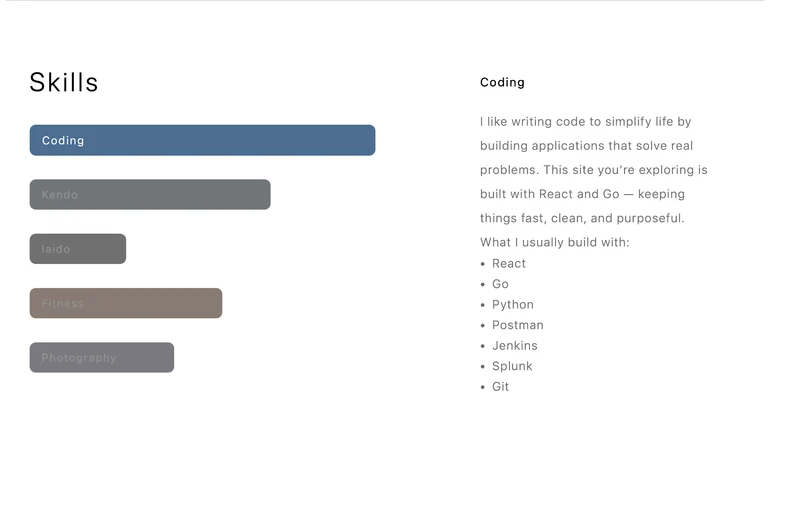 Skills
Coding
Kendo
Iaido
Fitness
Photography
Coding
I like writing code to simplify life by
building applications that solve real
problems. This site you’re exploring is
built with React and Go — keeping
things fast, clean, and purposeful.
What I usually build with:
• React
• Go
• Python
• Postman
• Jenkins
• Splunk
• Git